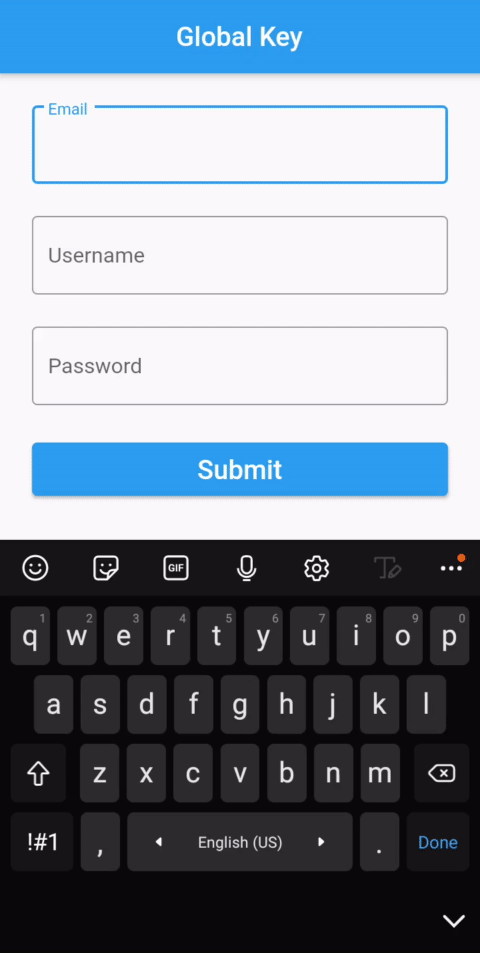 Global Key
Email
Username
Password
Submit
GIF
1 2 3 4 5 6 7 8 9 0
q w e r t y u i o p
a s d f g h j k l
z x c v b n m
!#1 , English (US) . Done